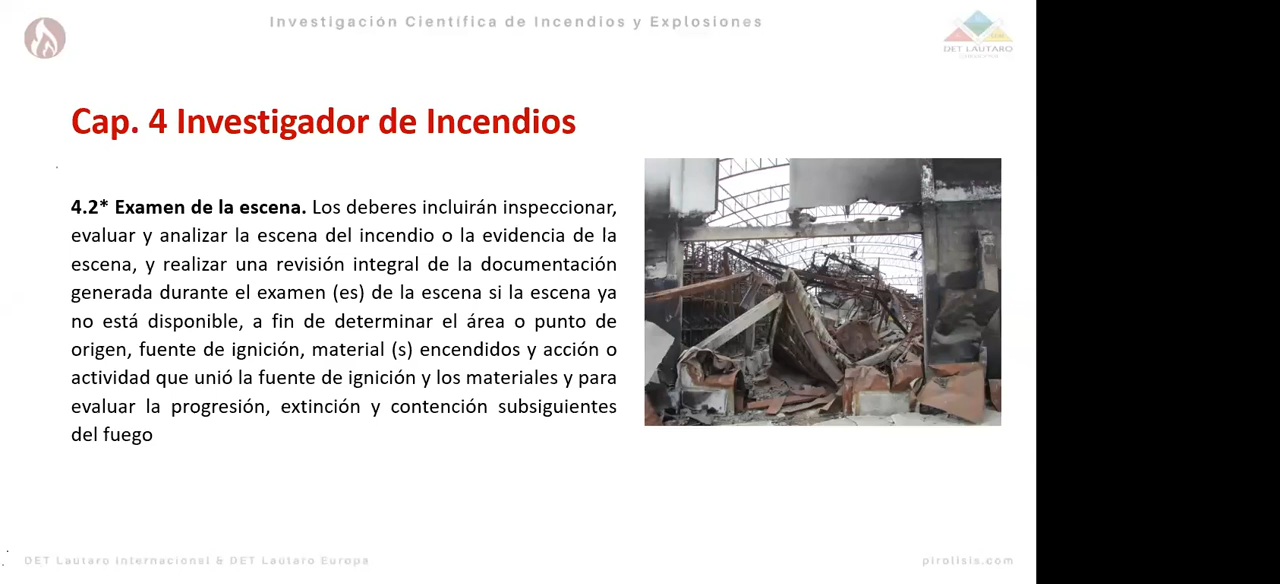 Investigación Científica de Incendios y Explosiones
DET LAUTARO
Cap. 4 Investigador de Incendios
4.2* Examen de la escena. Los deberes incluirán inspeccionar,
evaluar y analizar la escena del incendio o la evidencia de la
escena, y realizar una revisión integral de la documentación
generada durante el examen (es) de la escena si la escena ya
no está disponible, a fin de determinar el área o punto de
origen, fuente de ignición, material (s) encendidos y acción o
actividad que unió la fuente de ignición y los materiales y para
evaluar la progresión, extinción y contención subsiguientes
del fuego
DET Lautaro Internacional & DET Lautaro Europa
pirolisis.com